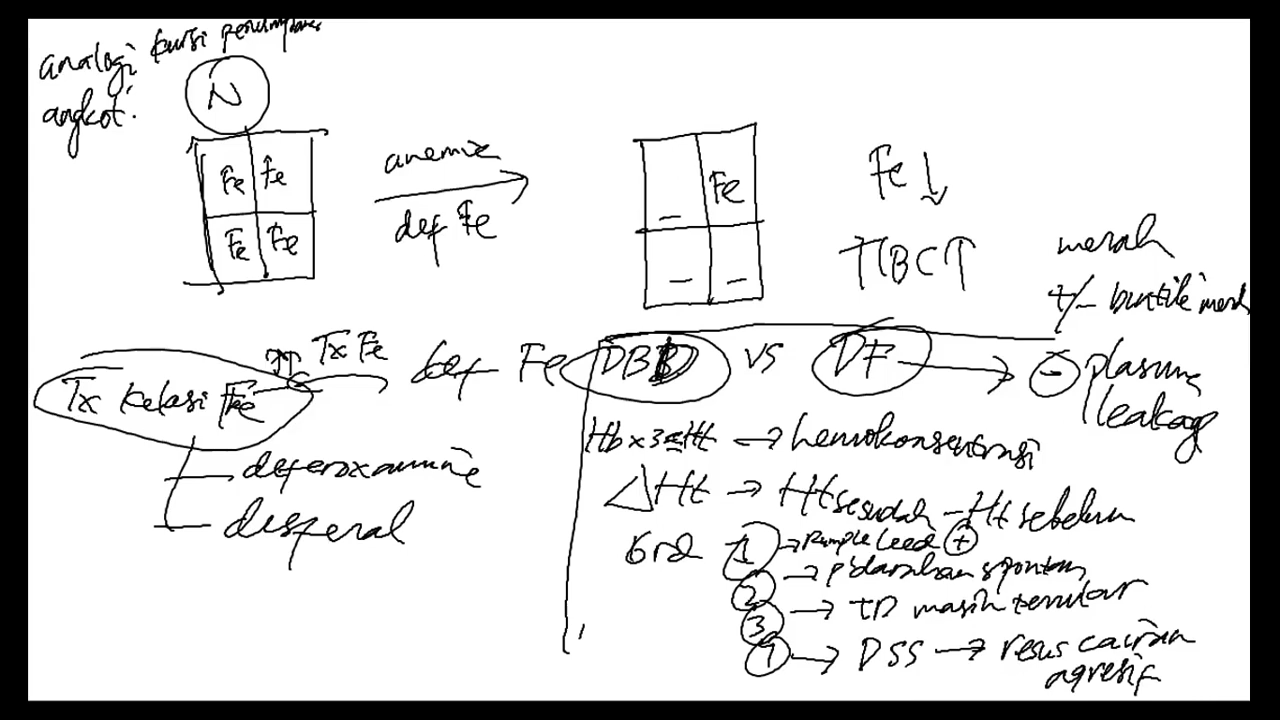 analogi kursi penumpang
angkot:
N
Fe Fe
Fe Fe
anemia
def Fe
- Fe
- -
Fe ↓
TIBC ↑
merah
+/- bintik merah
Tx kelasi Fe
↑↑
Tx Fe
def Fe
deferoxamine
desferal
DBD vs DF → ⊖ plasma
leakage
Hb x 3 ≤ Ht → hemokonsentrasi
△Ht → Ht sesudah - Ht sebelum
Grd 1 → Rumple leed ⊕
2 → p'darahan spontan
3 → TD masih terukur
4 → DSS → resus cairan
agresif